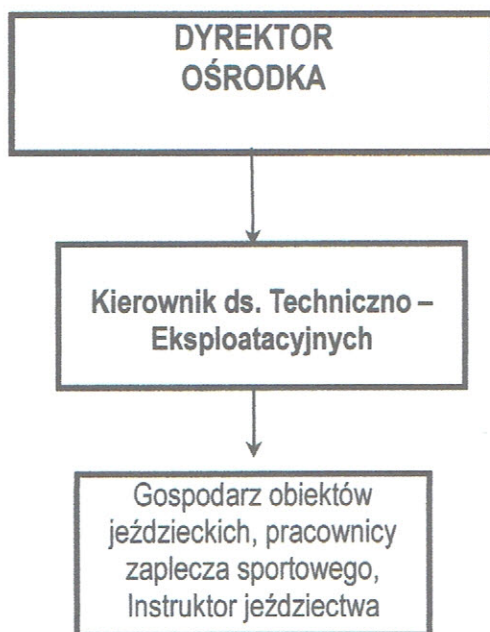 DYREKTOR
OŚRODKA
Kierownik ds. Techniczno –
Eksploatacyjnych
Gospodarz obiektów
jeździeckich, pracownicy
zaplecza sportowego,
Instruktor jeździectwa